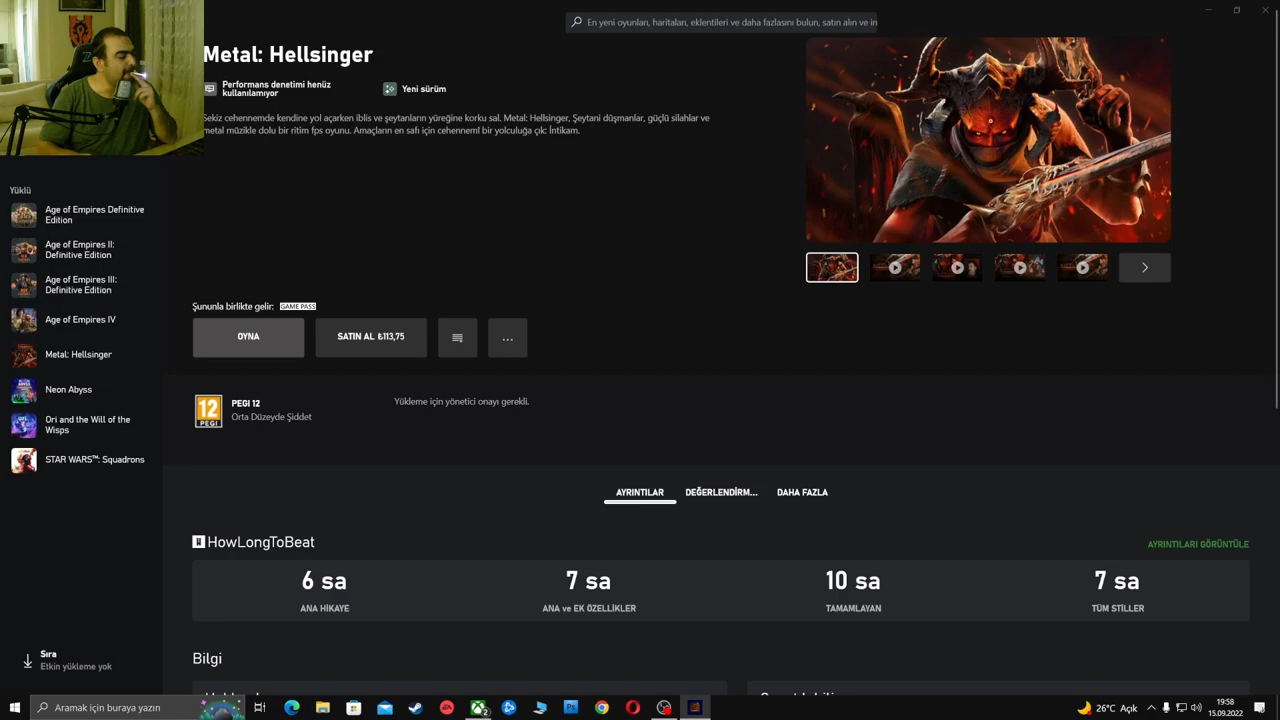 En yeni oyunları, haritaları, eklentileri ve daha fazlasını bulun, satın alın ve in
Metal: Hellsinger
Performans denetimi henüz
kullanılamıyor
Yeni sürüm
Sekiz cehennemde kendine yol açarken iblis ve şeytanların yüreğine korku sal. Metal: Hellsinger, Şeytani düşmanlar, güçlü silahlar ve
metal müzikle dolu bir ritim fps oyunu. Amaçların en safı için cehenneml bir yolculuğa çık: İntikam.
Yüklü
Age of Empires Definitive
Edition
Age of Empires II:
Definitive Edition
Age of Empires III:
Definitive Edition
Age of Empires IV
Metal: Hellsinger
Neon Abyss
Ori and the Will of the
Wisps
STAR WARS™: Squadrons
Şununla birlikte gelir: GAME PASS
OYNA
SATIN AL ₺113,75
...
12
PEGI
PEGI 12
Orta Düzeyde Şiddet
Yükleme için yönetici onayı gerekli.
AYRINTILAR
DEĞERLENDİRM...
DAHA FAZLA
HowLongToBeat
AYRINTILARI GÖRÜNTÜLE
6 sa
ANA HİKAYE
7 sa
ANA ve EK ÖZELLİKLER
10 sa
TAMAMLAYAN
7 sa
TÜM STİLLER
Bilgi
Sıra
Etkin yükleme yok
Aramak için buraya yazın
26°C Açık
19:58
15.09.2022